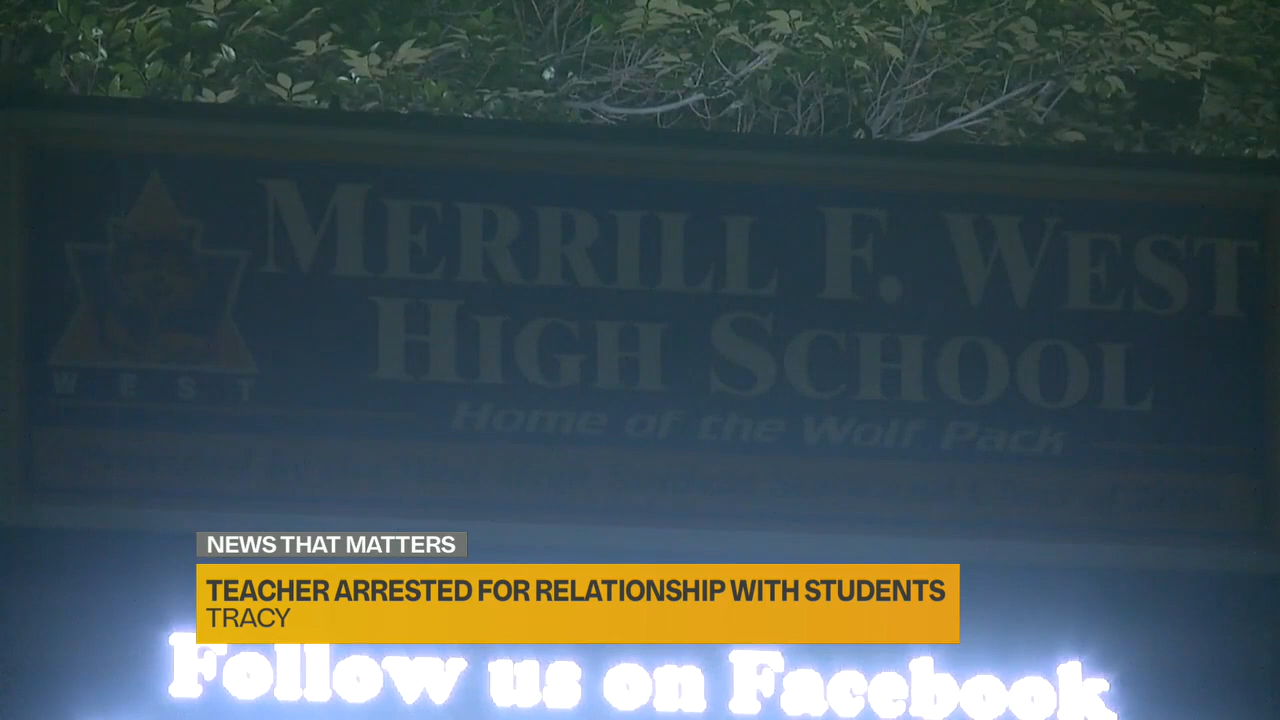 MERRILL F. WEST
HIGH SCHOOL
WEST
Home of the Wolf Pack
NEWS THAT MATTERS
TEACHER ARRESTED FOR RELATIONSHIP WITH STUDENTS
TRACY
Follow us on Facebook